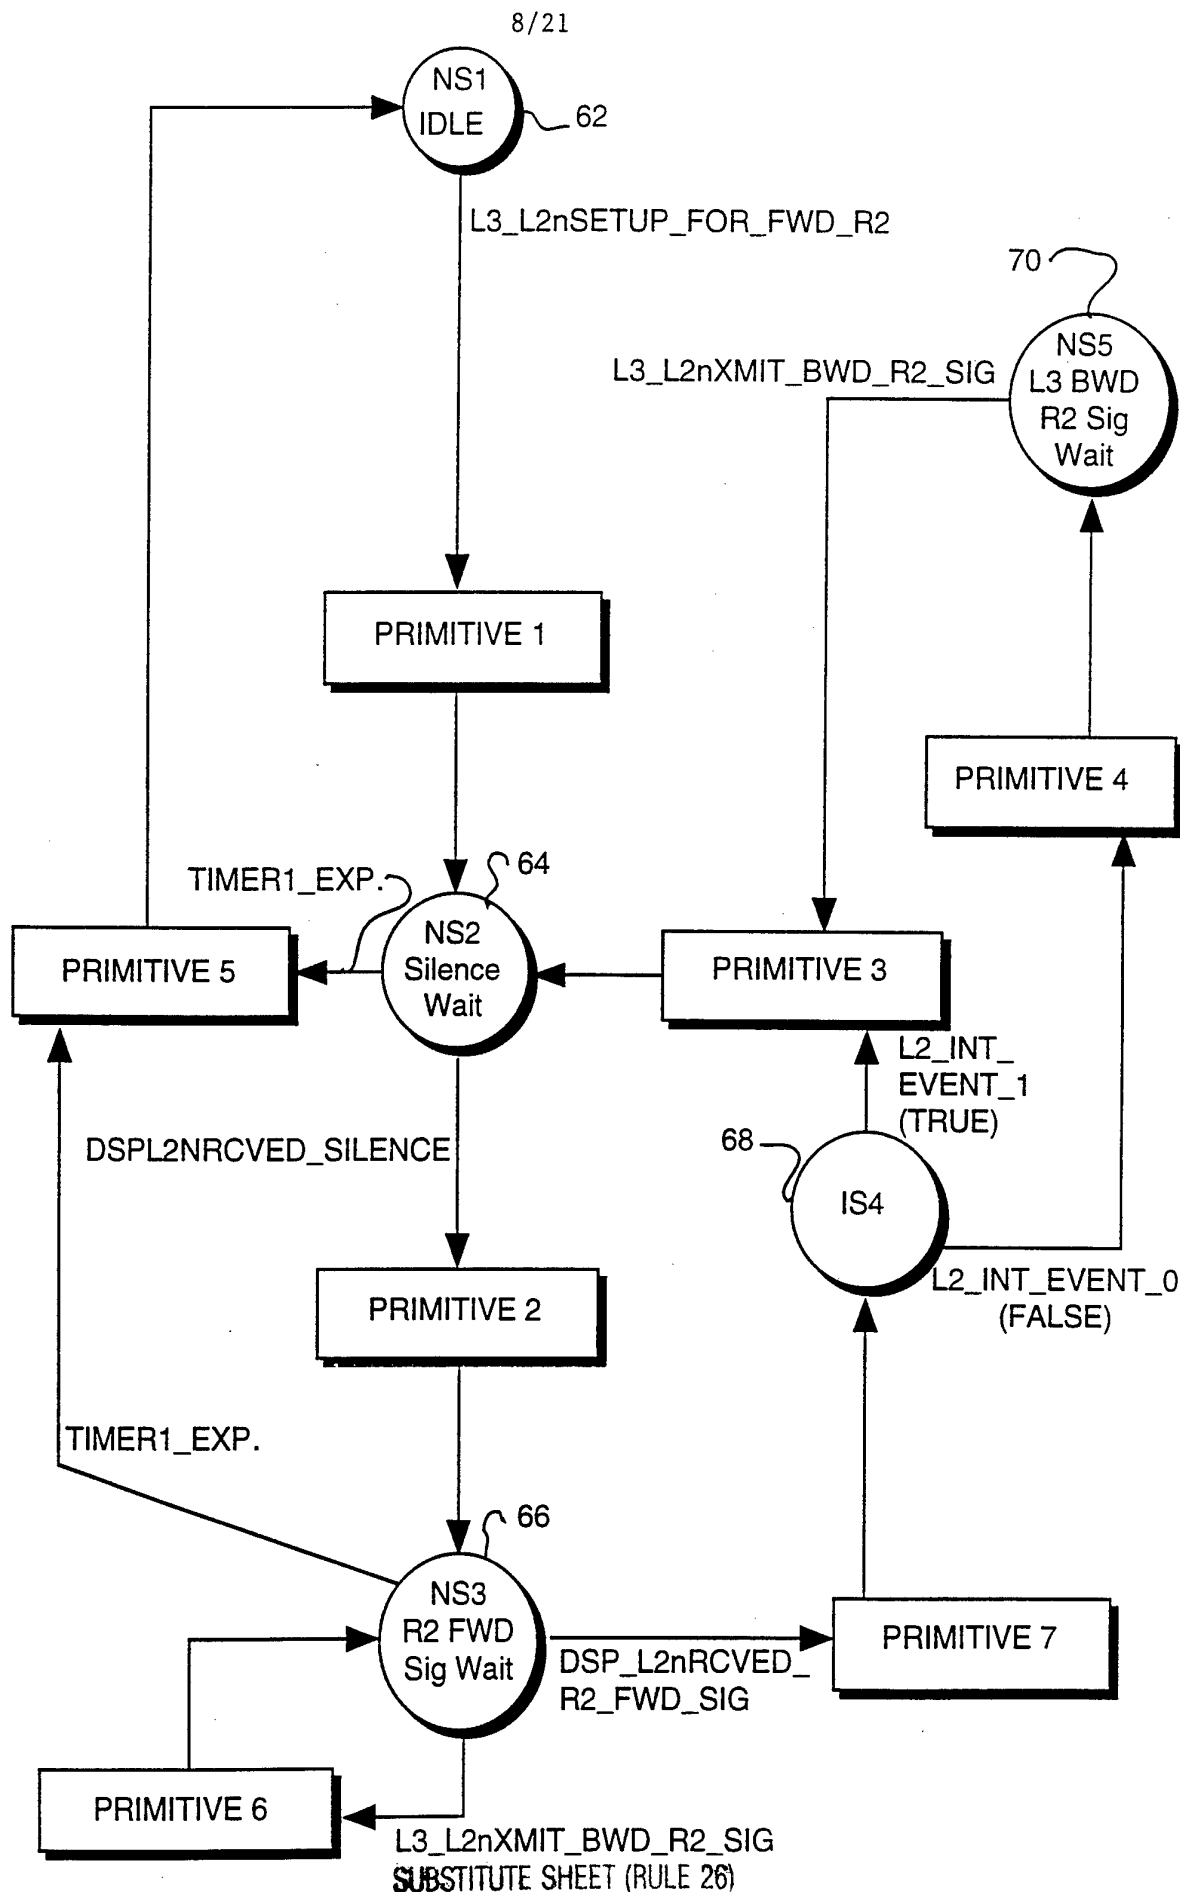 8/21
NS1
IDLE
62
L3_L2nSETUP_FOR_FWD_R2
70
NS5
L3 BWD
R2 Sig
Wait
L3_L2nXMIT_BWD_R2_SIG
PRIMITIVE 1
PRIMITIVE 4
TIMER1_EXP.
64
NS2
Silence
Wait
PRIMITIVE 5
PRIMITIVE 3
L2_INT_
EVENT_1
(TRUE)
DSPL2NRCVED_SILENCE
68
IS4
L2_INT_EVENT_0
(FALSE)
PRIMITIVE 2
TIMER1_EXP.
66
NS3
R2 FWD
Sig Wait
DSP_L2nRCVED_
R2_FWD_SIG
PRIMITIVE 7
PRIMITIVE 6
L3_L2nXMIT_BWD_R2_SIG
SUBSTITUTE SHEET (RULE 26)